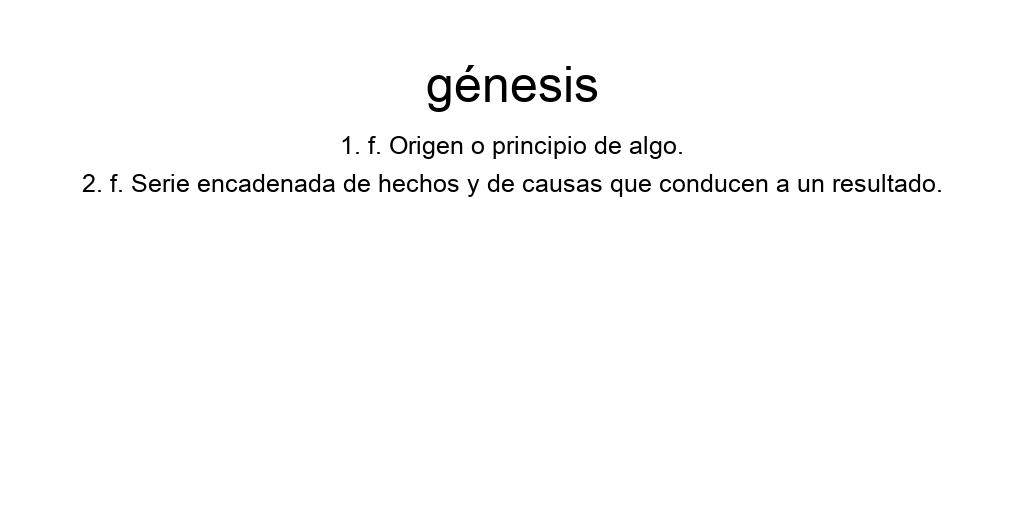 génesis
1. f. Origen o principio de algo.
2. f. Serie encadenada de hechos y de causas que conducen a un resultado.